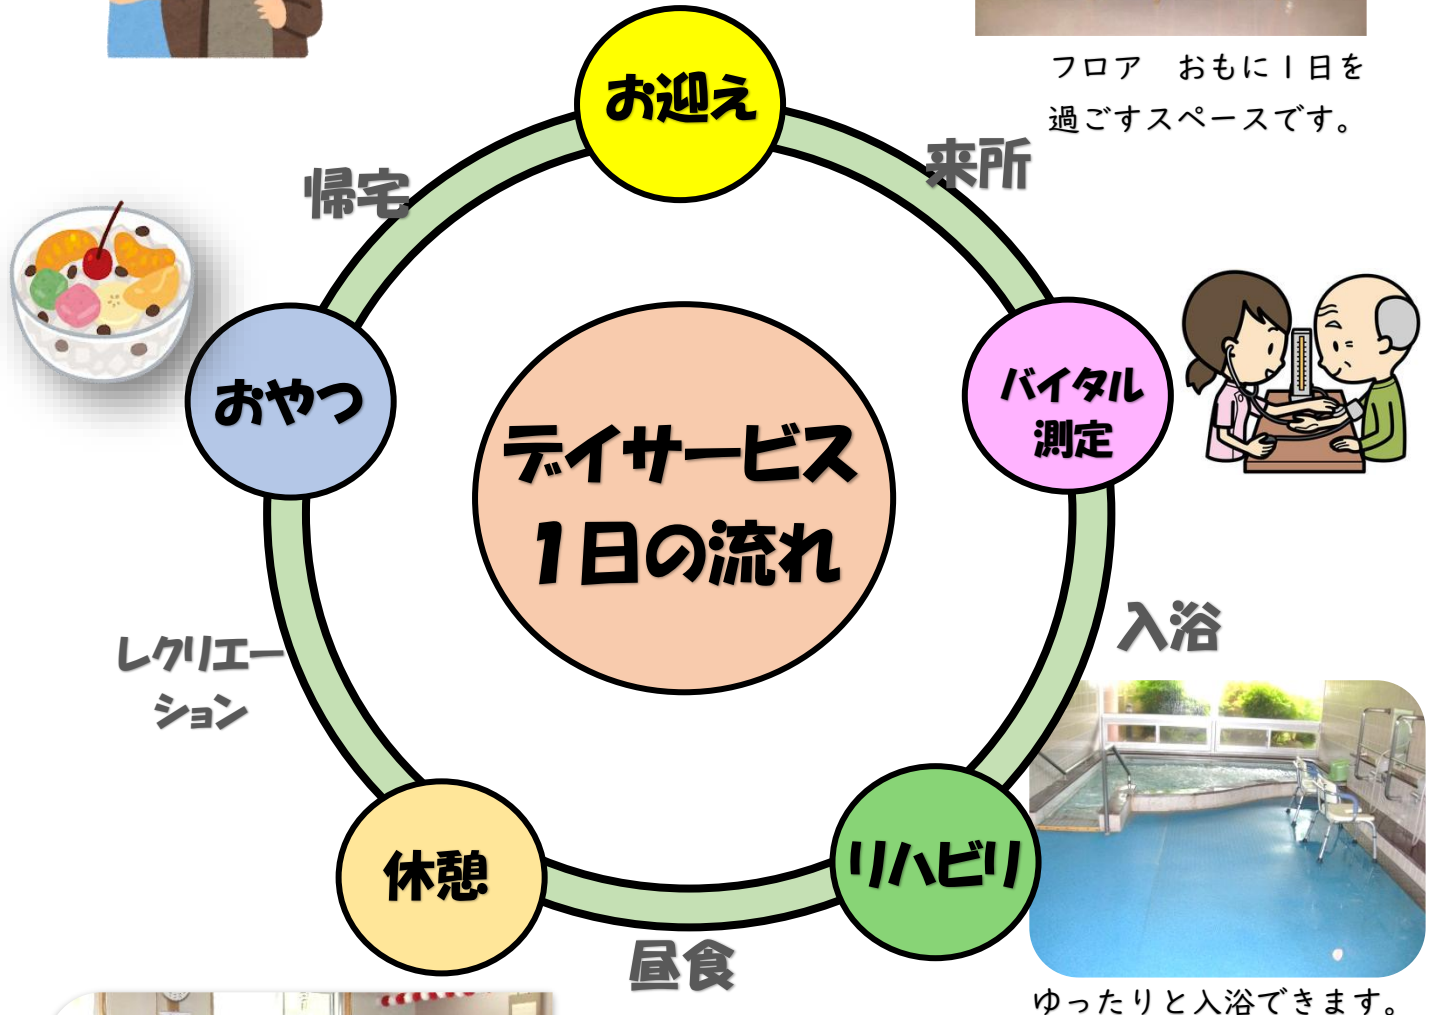 フロア　おもに1日を
過ごすスペースです。
お迎え
来所
帰宅
バイタル
測定
おやつ
デイサービス
1日の流れ
入浴
レクリエー
ション
リハビリ
休憩
昼食
ゆったりと入浴できます。